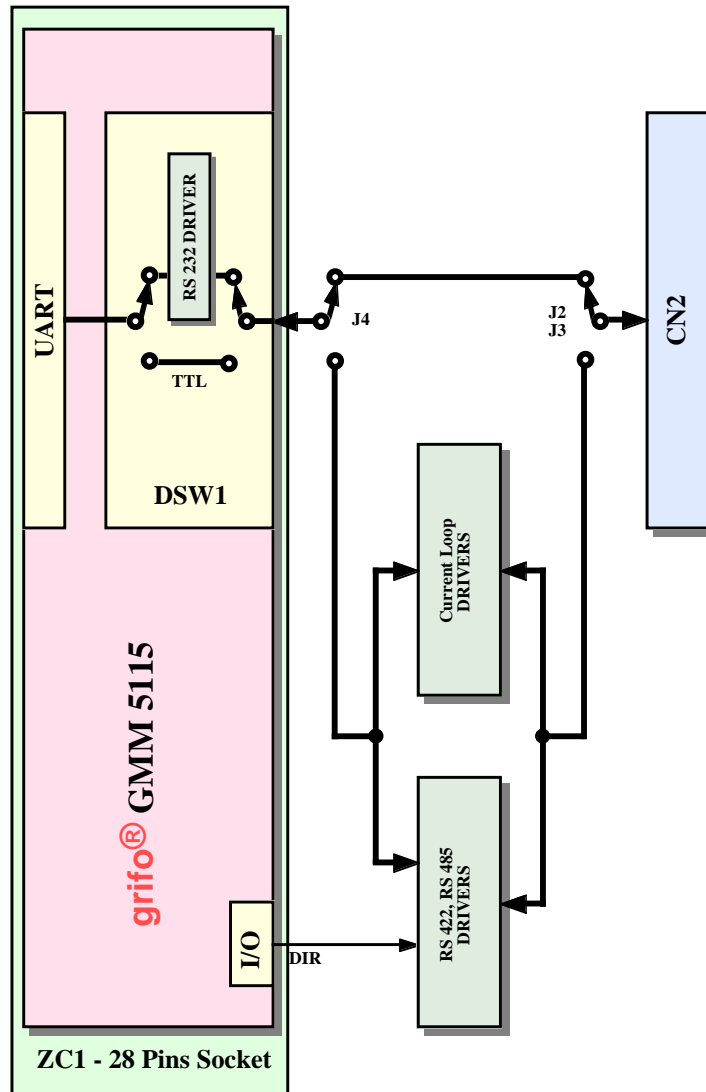 UART
RS 232 DRIVER
TTL
DSW1
J4
J2
J3
CN2
Current Loop
DRIVERS
grifo® GMM 5115
I/O
DIR
RS 422, RS 485
DRIVERS
ZC1 - 28 Pins Socket